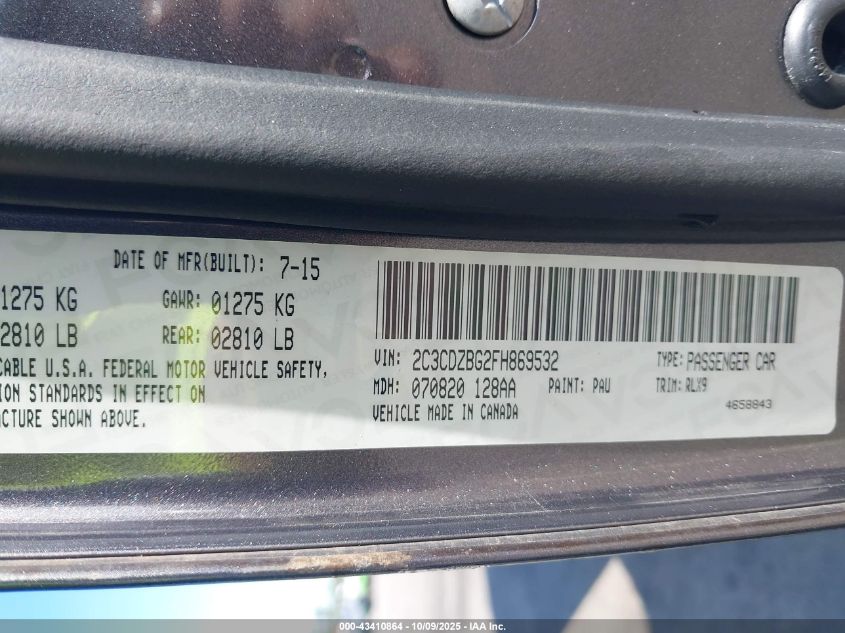 DATE OF MFR(BUILT): 7-15
1275 KG GAWR: 01275 KG
2810 LB REAR: 02810 LB
CABLE U.S.A. FEDERAL MOTOR VEHICLE SAFETY,
ION STANDARDS IN EFFECT ON
ACTURE SHOWN ABOVE.
VIN: 2C3CDZBG2FH869532 TYPE: PASSENGER CAR
MDH: 070820 128AA PAINT: PAU TRIM: RLX9
VEHICLE MADE IN CANADA 4658843
000-43410864 - 10/09/2025 - IAA Inc.